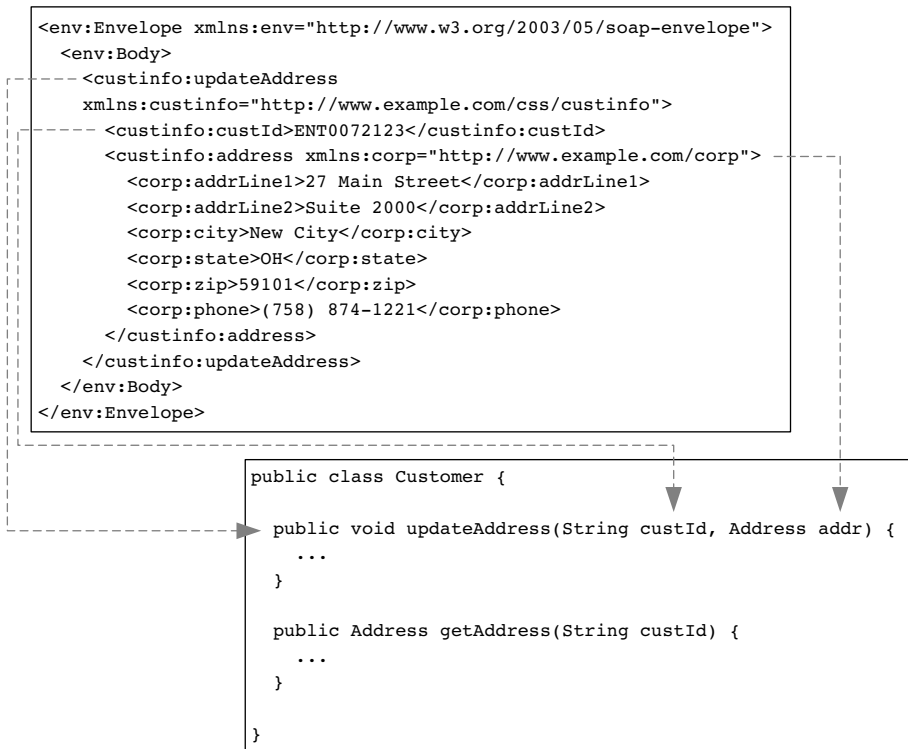 <env:Envelope xmlns:env="http://www.w3.org/2003/05/soap-envelope">
<env:Body>
<custinfo:updateAddress
xmlns:custinfo="http://www.example.com/css/custinfo">
<custinfo:custId>ENT0072123</custinfo:custId>
<custinfo:address xmlns:corp="http://www.example.com/corp">
<corp:addrLine1>27 Main Street</corp:addrLine1>
<corp:addrLine2>Suite 2000</corp:addrLine2>
<corp:city>New City</corp:city>
<corp:state>OH</corp:state>
<corp:zip>59101</corp:zip>
<corp:phone>(758) 874-1221</corp:phone>
</custinfo:address>
</custinfo:updateAddress>
</env:Body>
</env:Envelope>
public class Customer {
public void updateAddress(String custId, Address addr) {
...
}
public Address getAddress(String custId) {
...
}
}